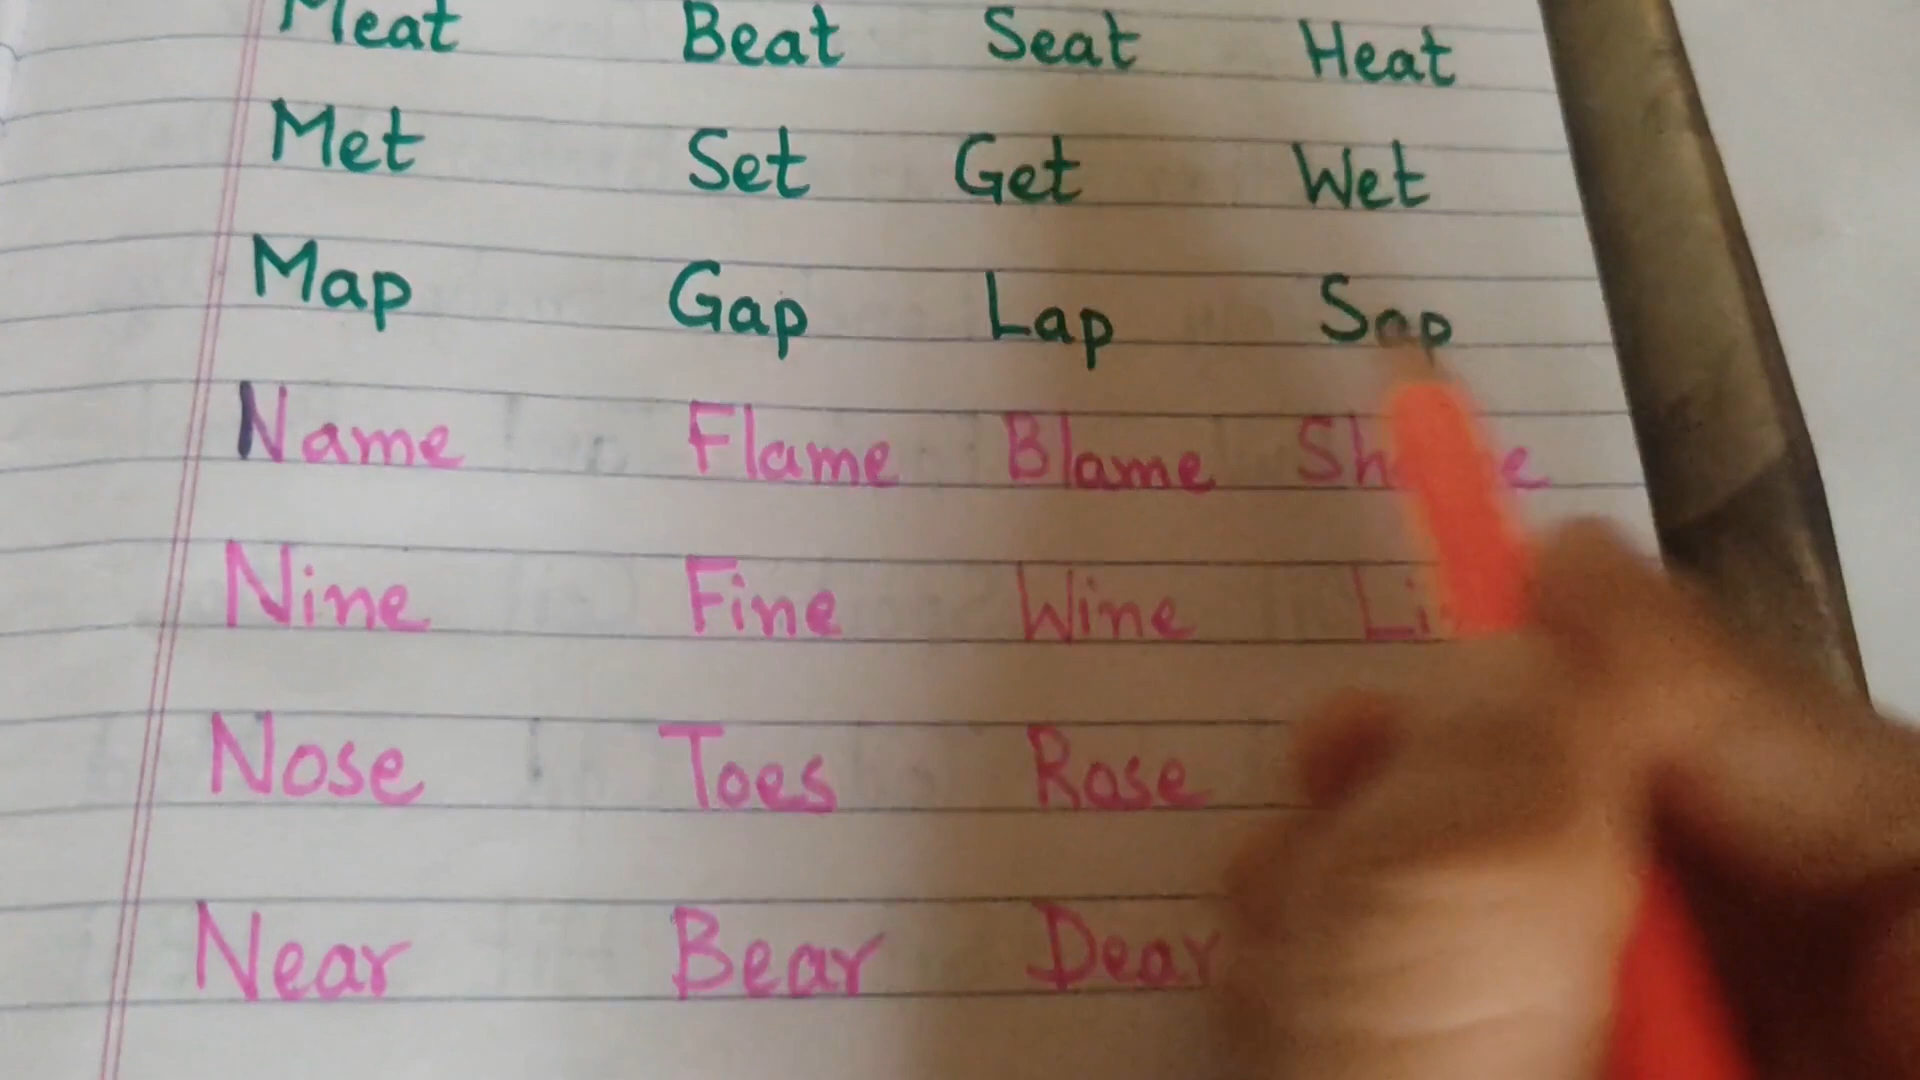 Meat Beat Seat Heat
Met Set Get Wet
Map Gap Lap Sap
Name Flame Blame
Nine Fine Wine
Nose Toes Rose
Near Bear Dear